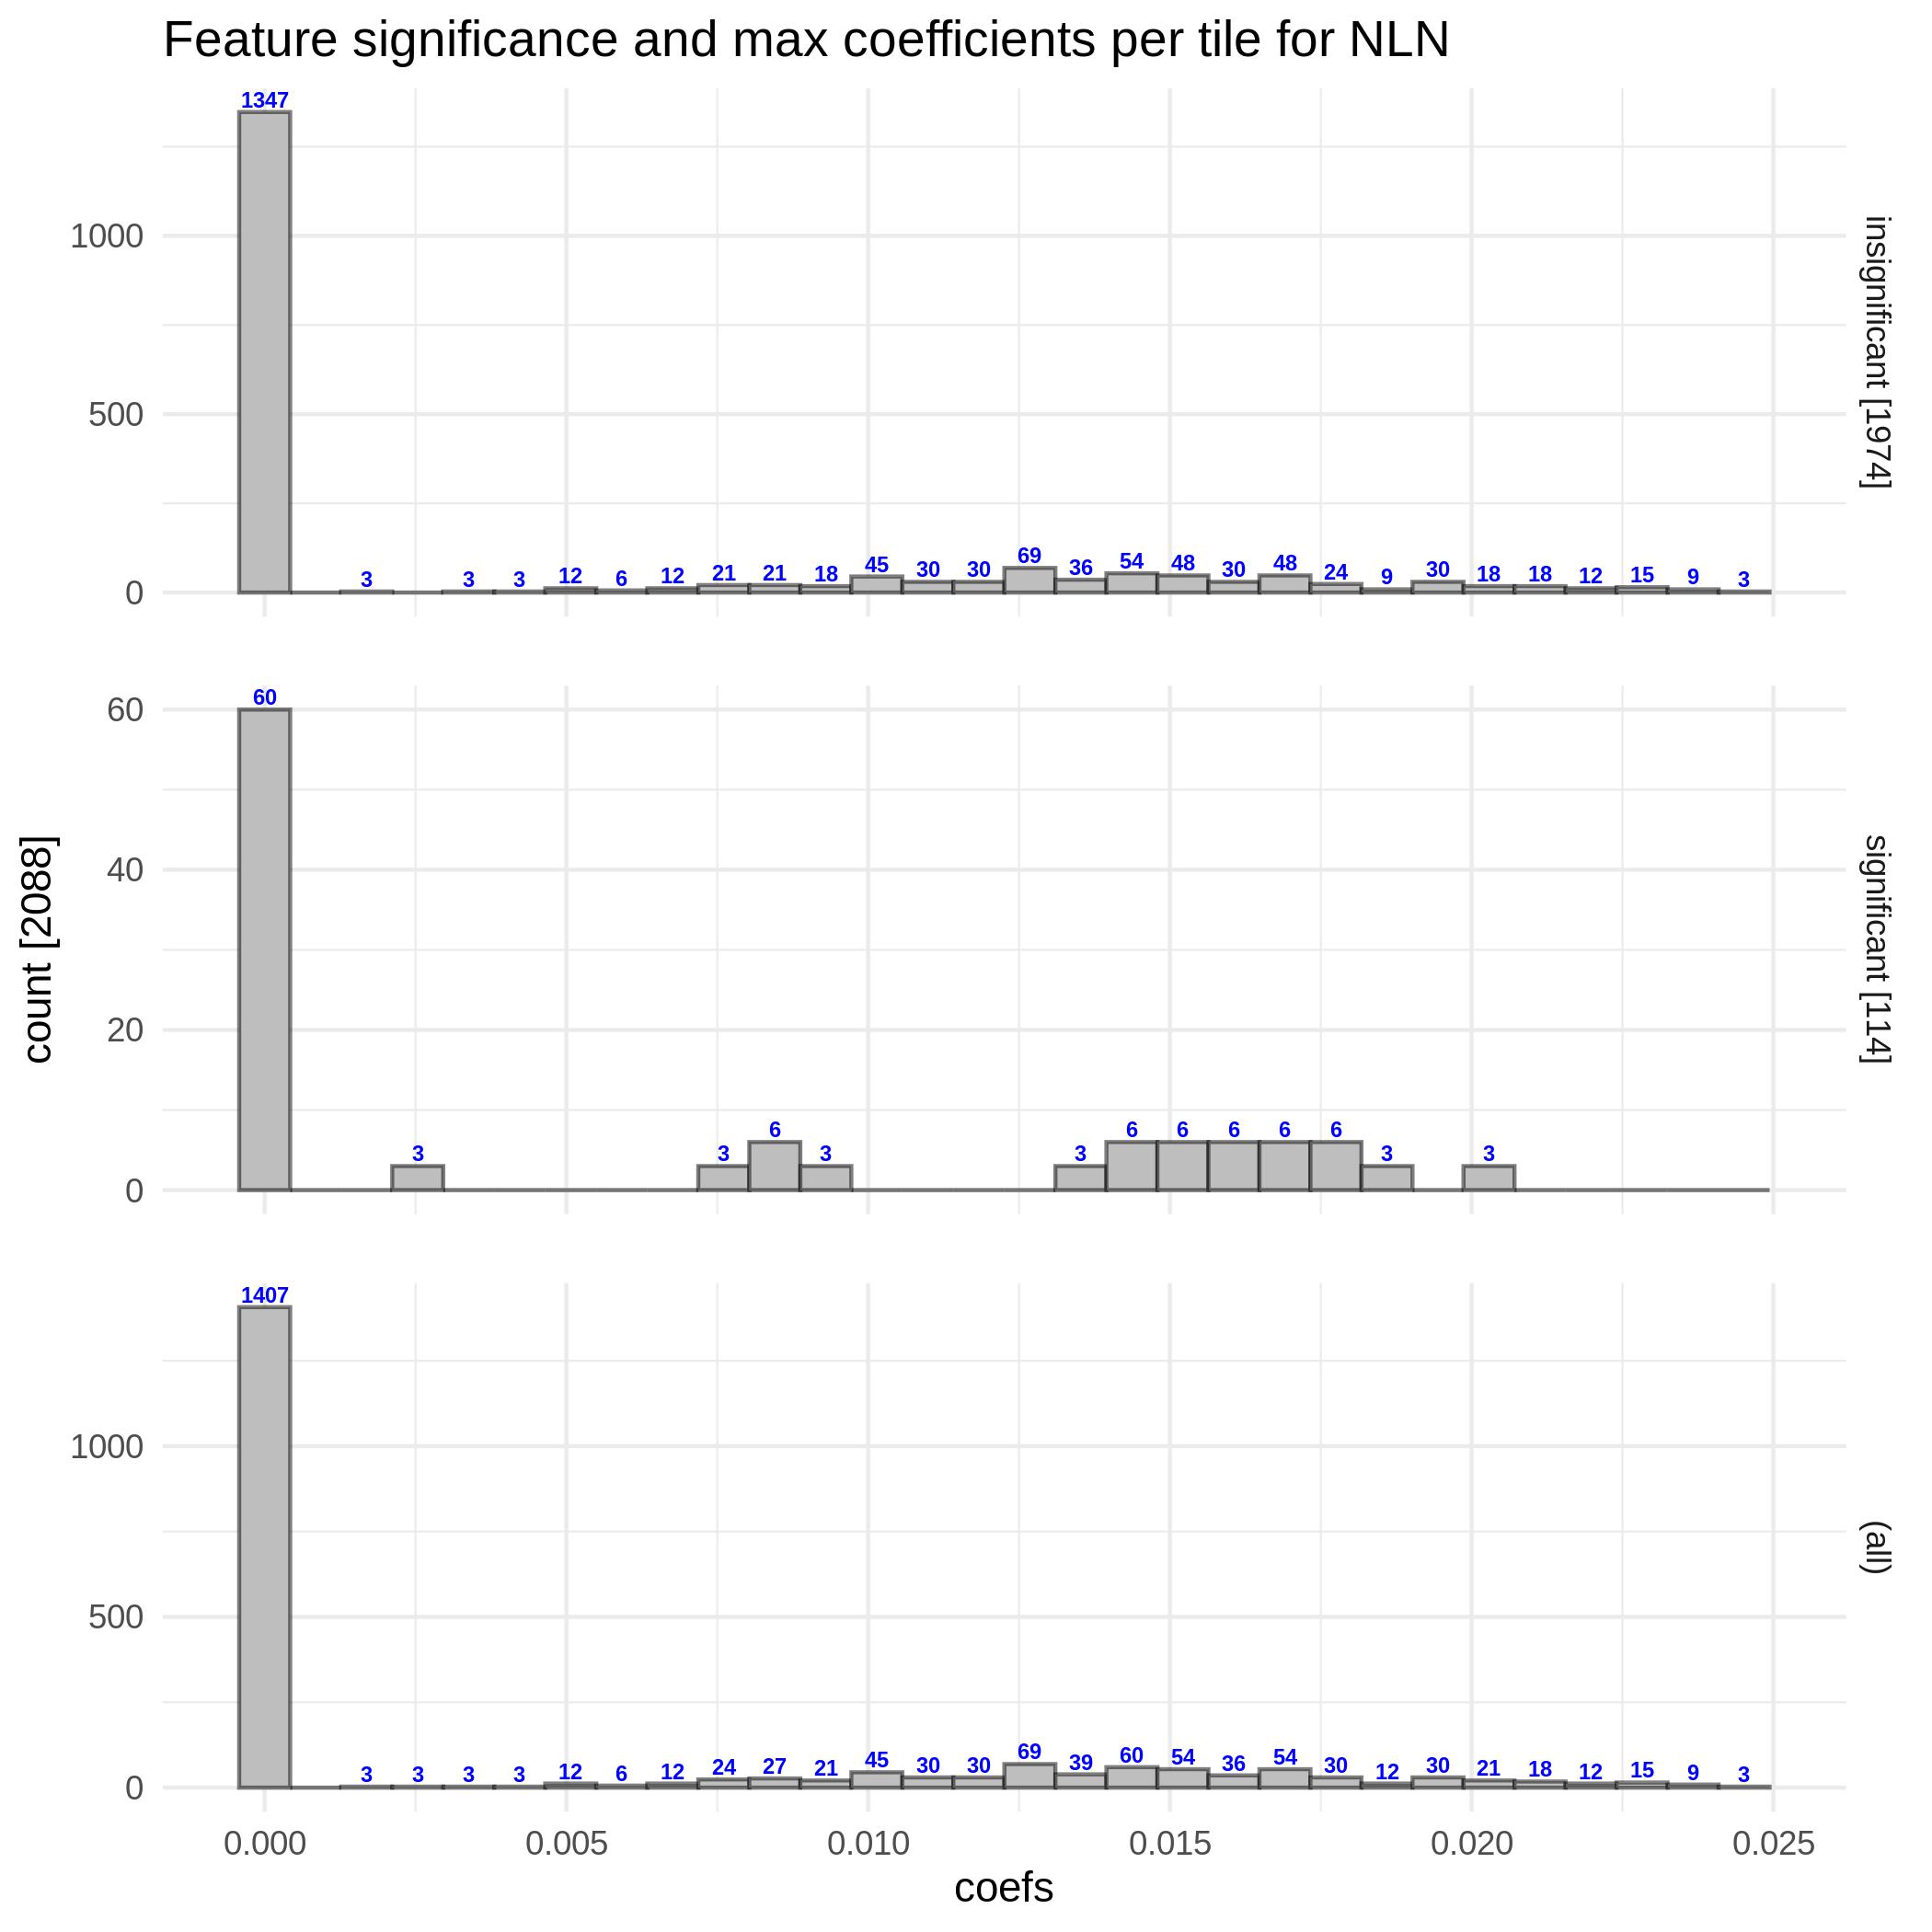 Feature significance and max coefficients per tile for NLN
1347
3 3 3 12 6 12 21 21 18 45 30 30 69 36 54 48 30 48 24 9 30 18 18 12 15 9 3
1000
500
0
insignificant [1974]
60
3 3 6 3 3 6 6 6 6 6 3 3
60
40
20
0
significant [114]
count [2088]
1407
3 3 3 3 12 6 12 24 27 21 45 30 30 69 39 60 54 36 54 30 12 30 21 18 12 15 9 3
1000
500
0
(all)
0.000 0.005 0.010 0.015 0.020 0.025
coefs